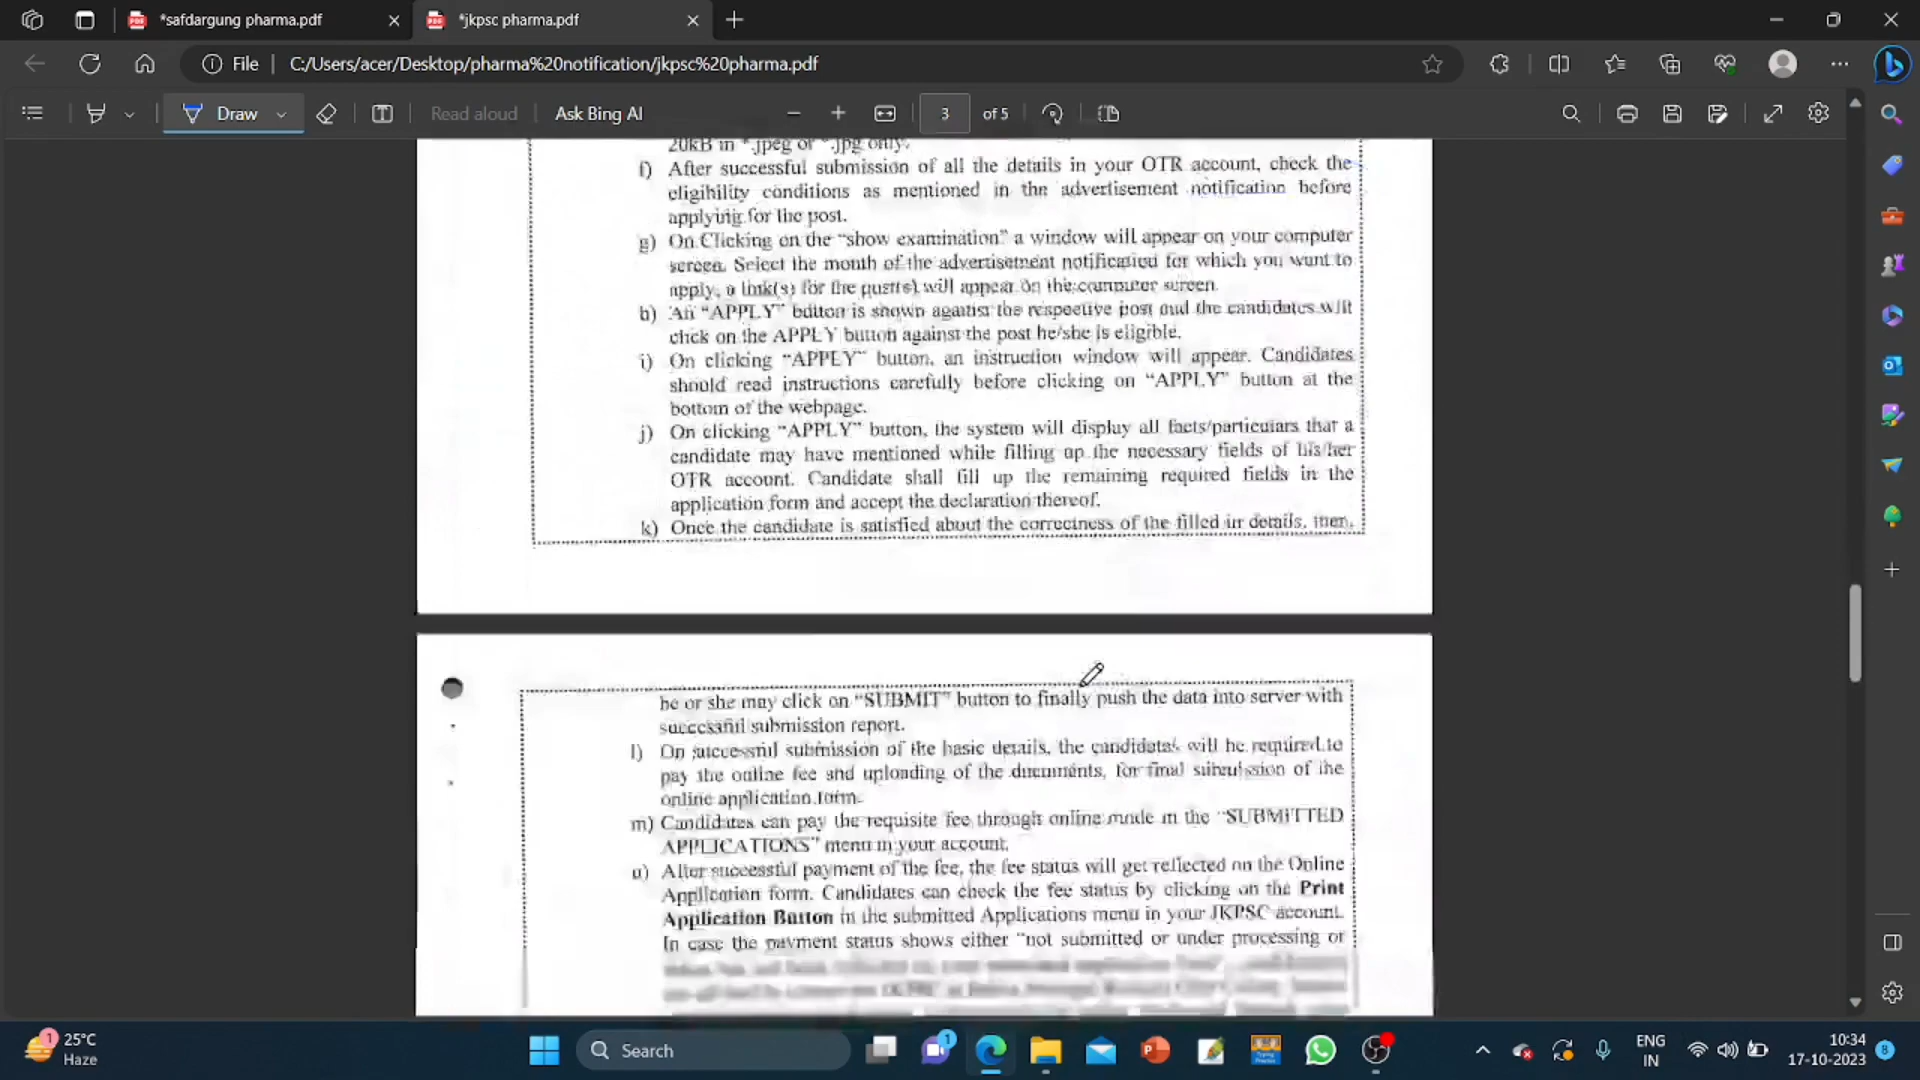 *safdargung pharma.pdf
*jkpsc pharma.pdf
File
C:/Users/acer/Desktop/pharma%20notification/jkpsc%20pharma.pdf
Draw
Read aloud
Ask Bing AI
3
of 5
20kB in *.jpeg or *.jpg only.
f) After successful submission of all the details in your OTR account, check the
eligibility conditions as mentioned in the advertisement notification before
applying for the post.
g) On Clicking on the "show examination" a window will appear on your computer
screen. Select the month of the advertisement notification for which you want to
apply, a link(s) for the post(s) will appear on the computer screen.
h) An "APPLY" button is shown against the respective post and the candidates will
click on the APPLY button against the post he/she is eligible.
i) On clicking "APPLY" button, an instruction window will appear. Candidates
should read instructions carefully before clicking on "APPLY" button at the
bottom of the webpage.
j) On clicking "APPLY" button, the system will display all facts/particulars that a
candidate may have mentioned while filling up the necessary fields of his/her
OTR account. Candidate shall fill up the remaining required fields in the
application form and accept the declaration thereof.
k) Once the candidate is satisfied about the correctness of the filled in details, then,
he or she may click on "SUBMIT" button to finally push the data into server with
successful submission report.
l) On successful submission of the basic details, the candidates will be required to
pay the online fee and uploading of the documents, for final submission of the
online application form.
m) Candidates can pay the requisite fee through online mode in the "SUBMITTED
APPLICATIONS" menu in your account.
n) After successful payment of the fee, the fee status will get reflected on the Online
Application form. Candidates can check the fee status by clicking on the Print
Application Button in the submitted Applications menu in your JKPSC account.
In case the payment status shows either "not submitted or under processing or
1
25°C
Haze
Search
1
ENG
IN
10:34
17-10-2023
8